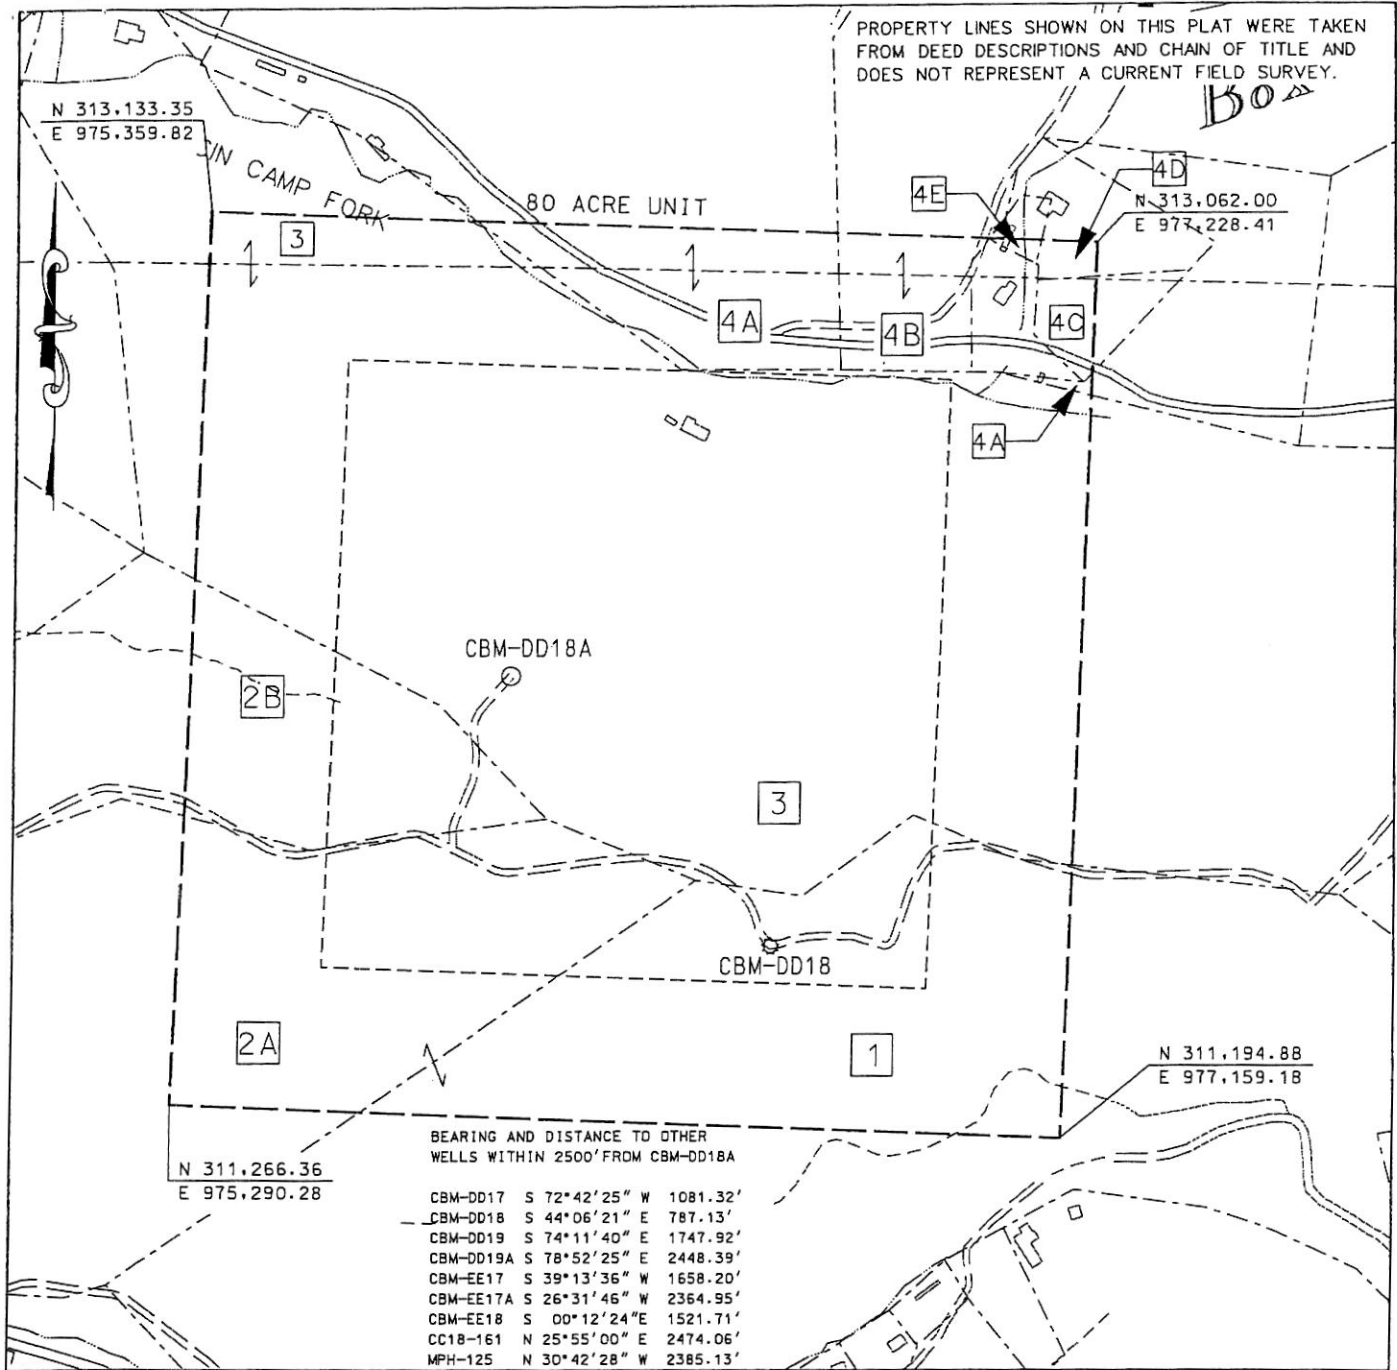 PROPERTY LINES SHOWN ON THIS PLAT WERE TAKEN
FROM DEED DESCRIPTIONS AND CHAIN OF TITLE AND
DOES NOT REPRESENT A CURRENT FIELD SURVEY.
N 313,133.35
E 975,359.82
CAMP FORK
80 ACRE UNIT
4E
4D
N 313,062.00
E 977,228.41
3
4A
4B
4C
4A
CBM-DD18A
2B
3
CBM-DD18
2A
1
N 311,194.88
E 977,159.18
N 311,266.36
E 975,290.28
BEARING AND DISTANCE TO OTHER
WELLS WITHIN 2500' FROM CBM-DD18A
CBM-DD17 S 72°42'25" W 1081.32'
CBM-DD18 S 44°06'21" E 787.13'
CBM-DD19 S 74°11'40" E 1747.92'
CBM-DD19A S 78°52'25" E 2448.39'
CBM-EE17 S 39°13'36" W 1658.20'
CBM-EE17A S 26°31'46" W 2364.95'
CBM-EE18 S 00°12'24"E 1521.71'
CC18-161 N 25°55'00" E 2474.06'
MPH-125 N 30°42'28" W 2385.13'